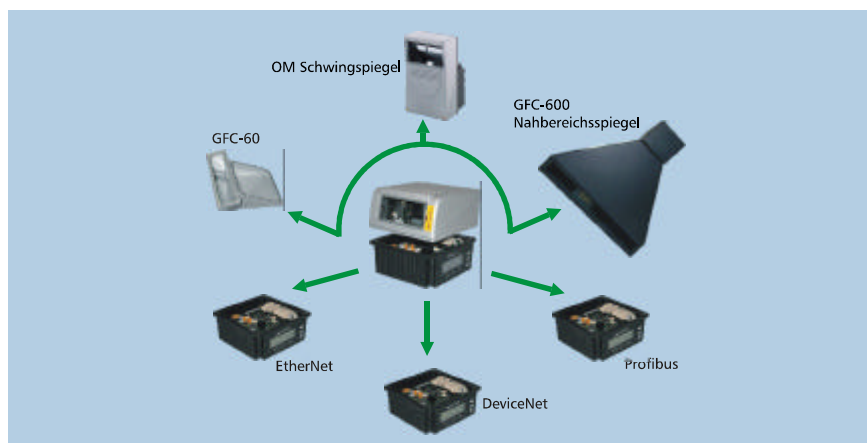 OM Schwingspiegel
GFC-600
Nahbereichsspiegel
GFC-60
EtherNet
Profibus
DeviceNet